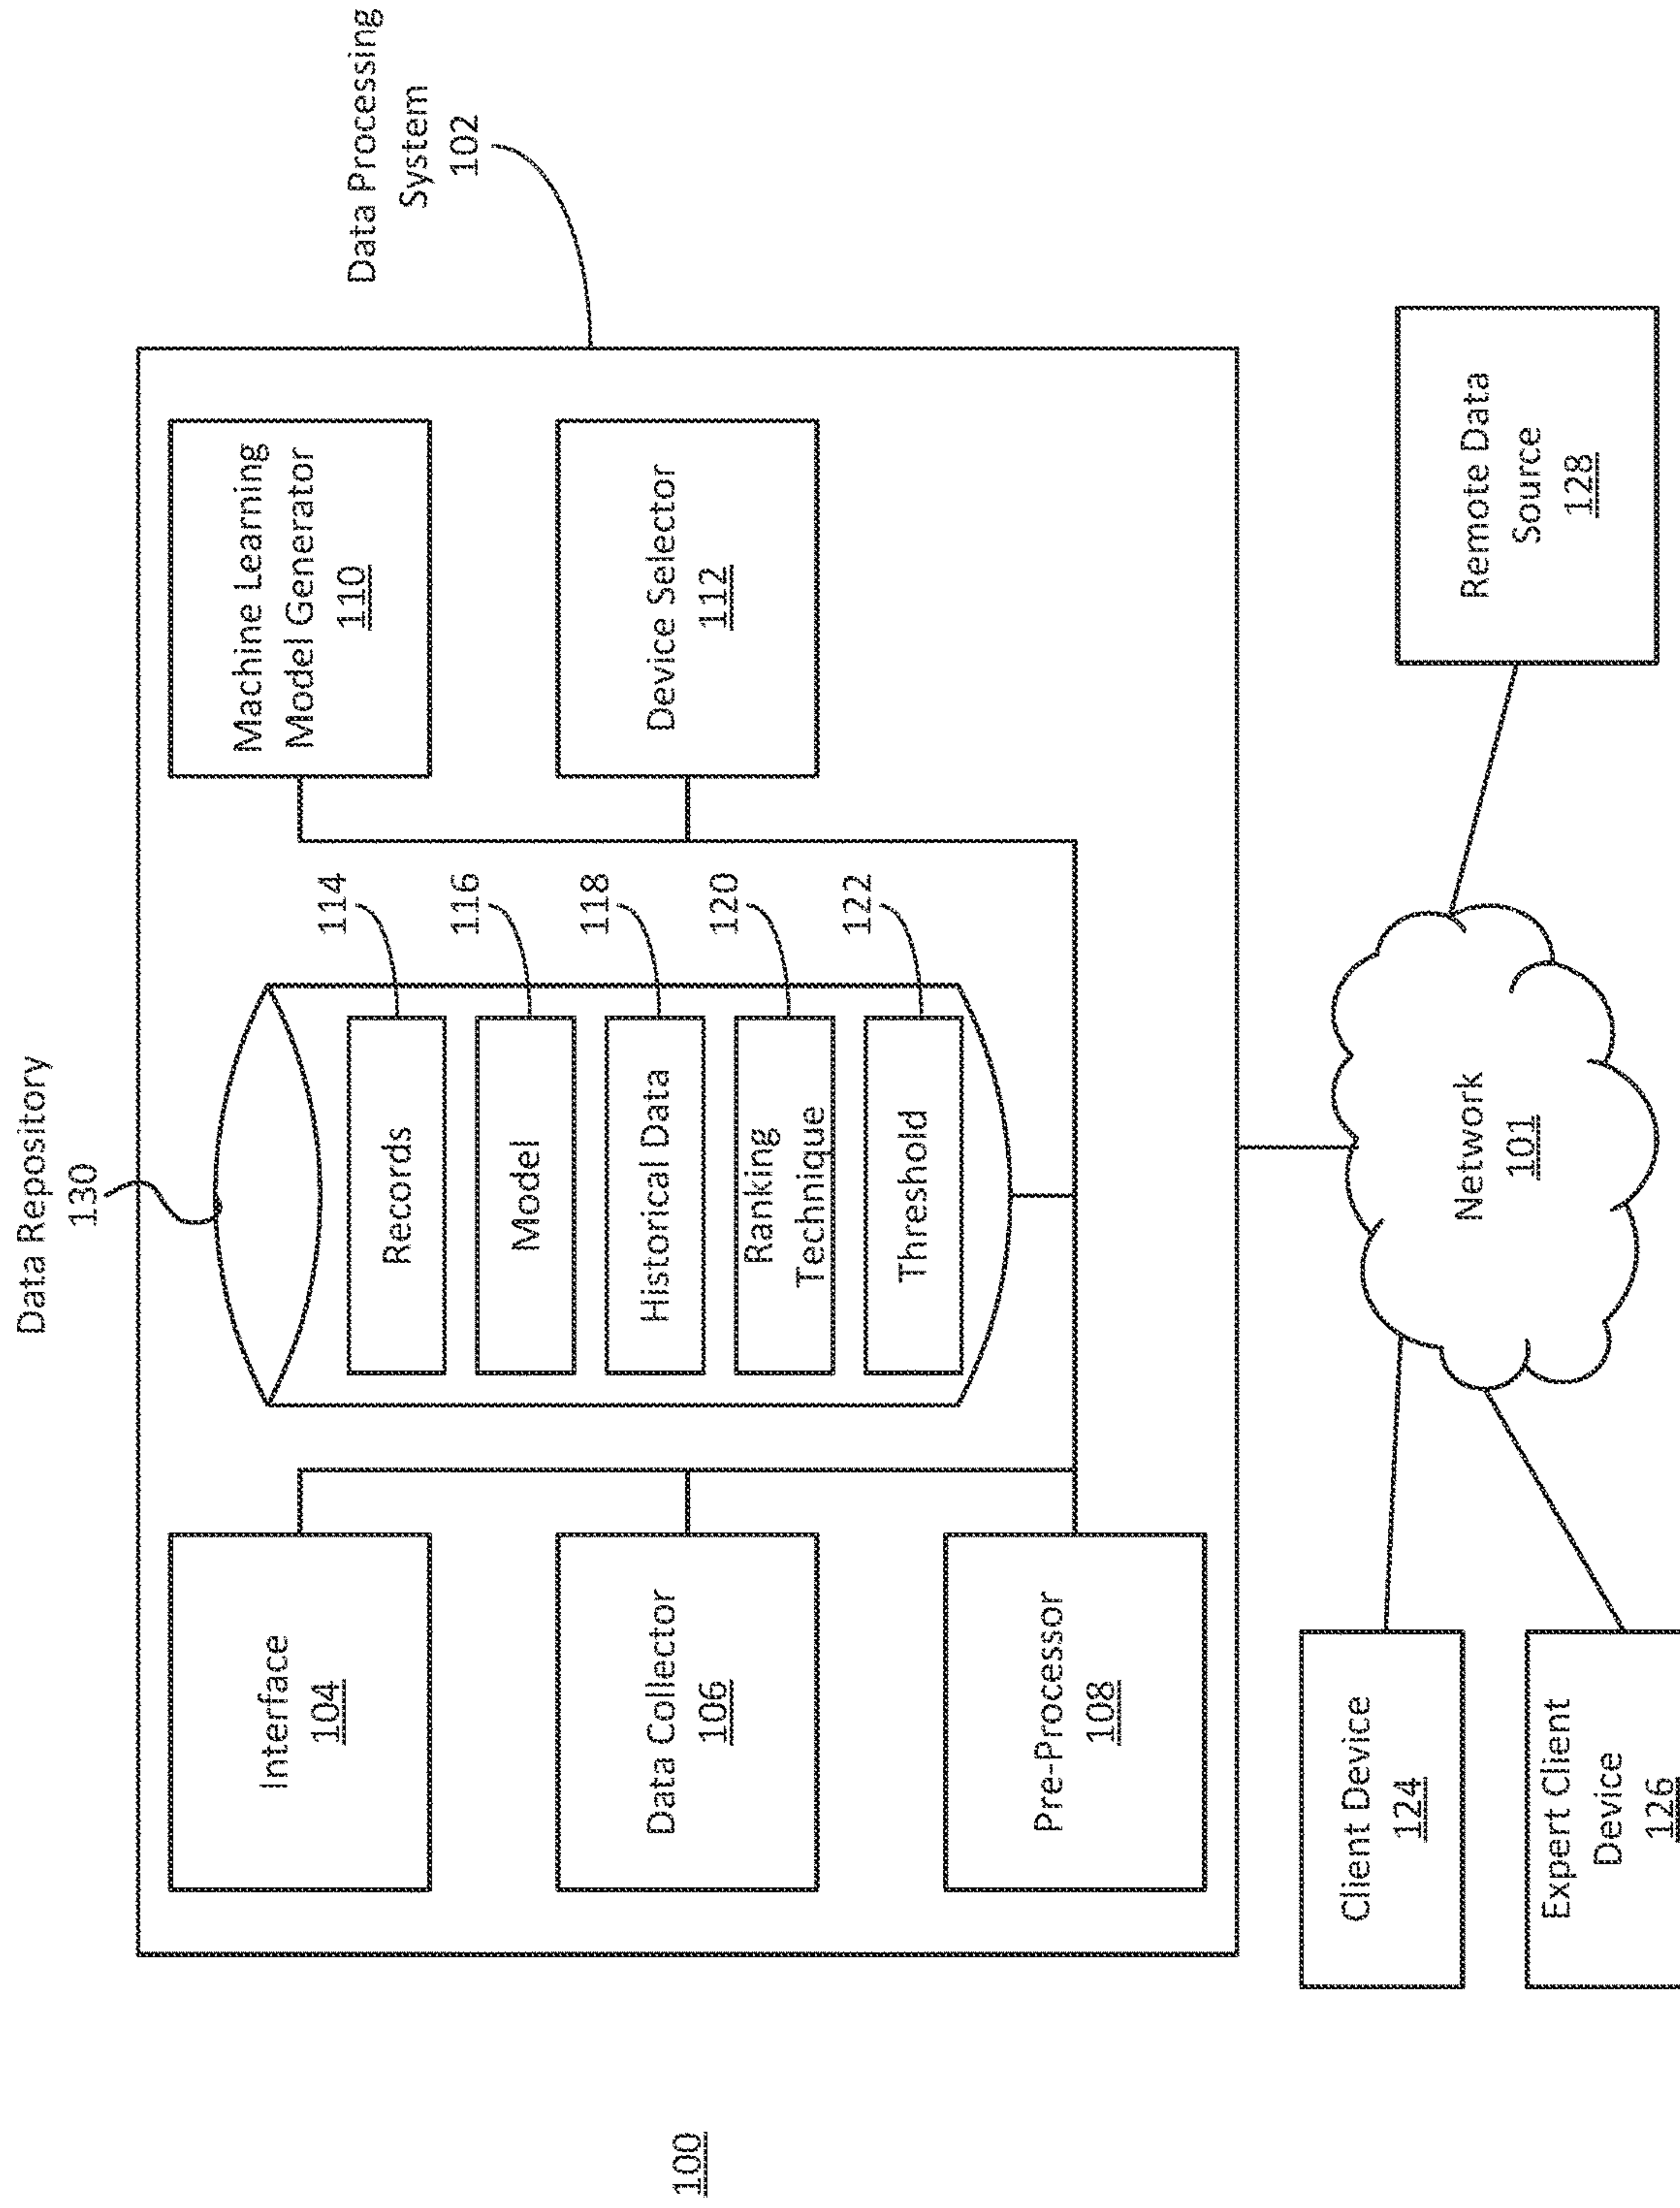 100
Data Repository
130
Data Processing
System
102
Interface
104
Data Collector
106
Pre-Processor
108
Records
Model
Historical Data
Ranking
Technique
Threshold
114
116
118
120
122
Machine Learning
Model Generator
110
Device Selector
112
Client Device
124
Expert Client
Device
126
Network
101
Remote Data
Source
128